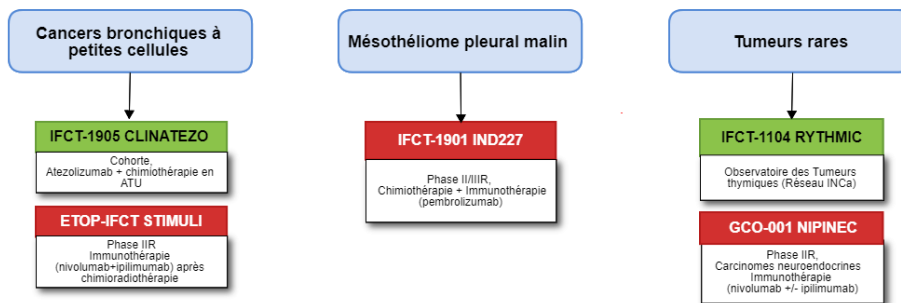 Cancers bronchiques à
petites cellules
IFCT-1905 CLINATEZO
Cohorte,
Atezolizumab + chimiothérapie en
ATU
ETOP-IFCT STIMULI
Phase IIR
Immunothérapie
(nivolumab+ipilimumab) après
chimioradiothérapie
Mésothéliome pleural malin
IFCT-1901 IND227
Phase II/IIIR,
Chimiothérapie + Immunothérapie
(pembrolizumab)
Tumeurs rares
IFCT-1104 RYTHMIC
Observatoire des Tumeurs
thymiques (Réseau INCa)
GCO-001 NIPINEC
Phase IIR,
Carcinomes neuroendocrines
Immunothérapie
(nivolumab +/- ipilimumab)